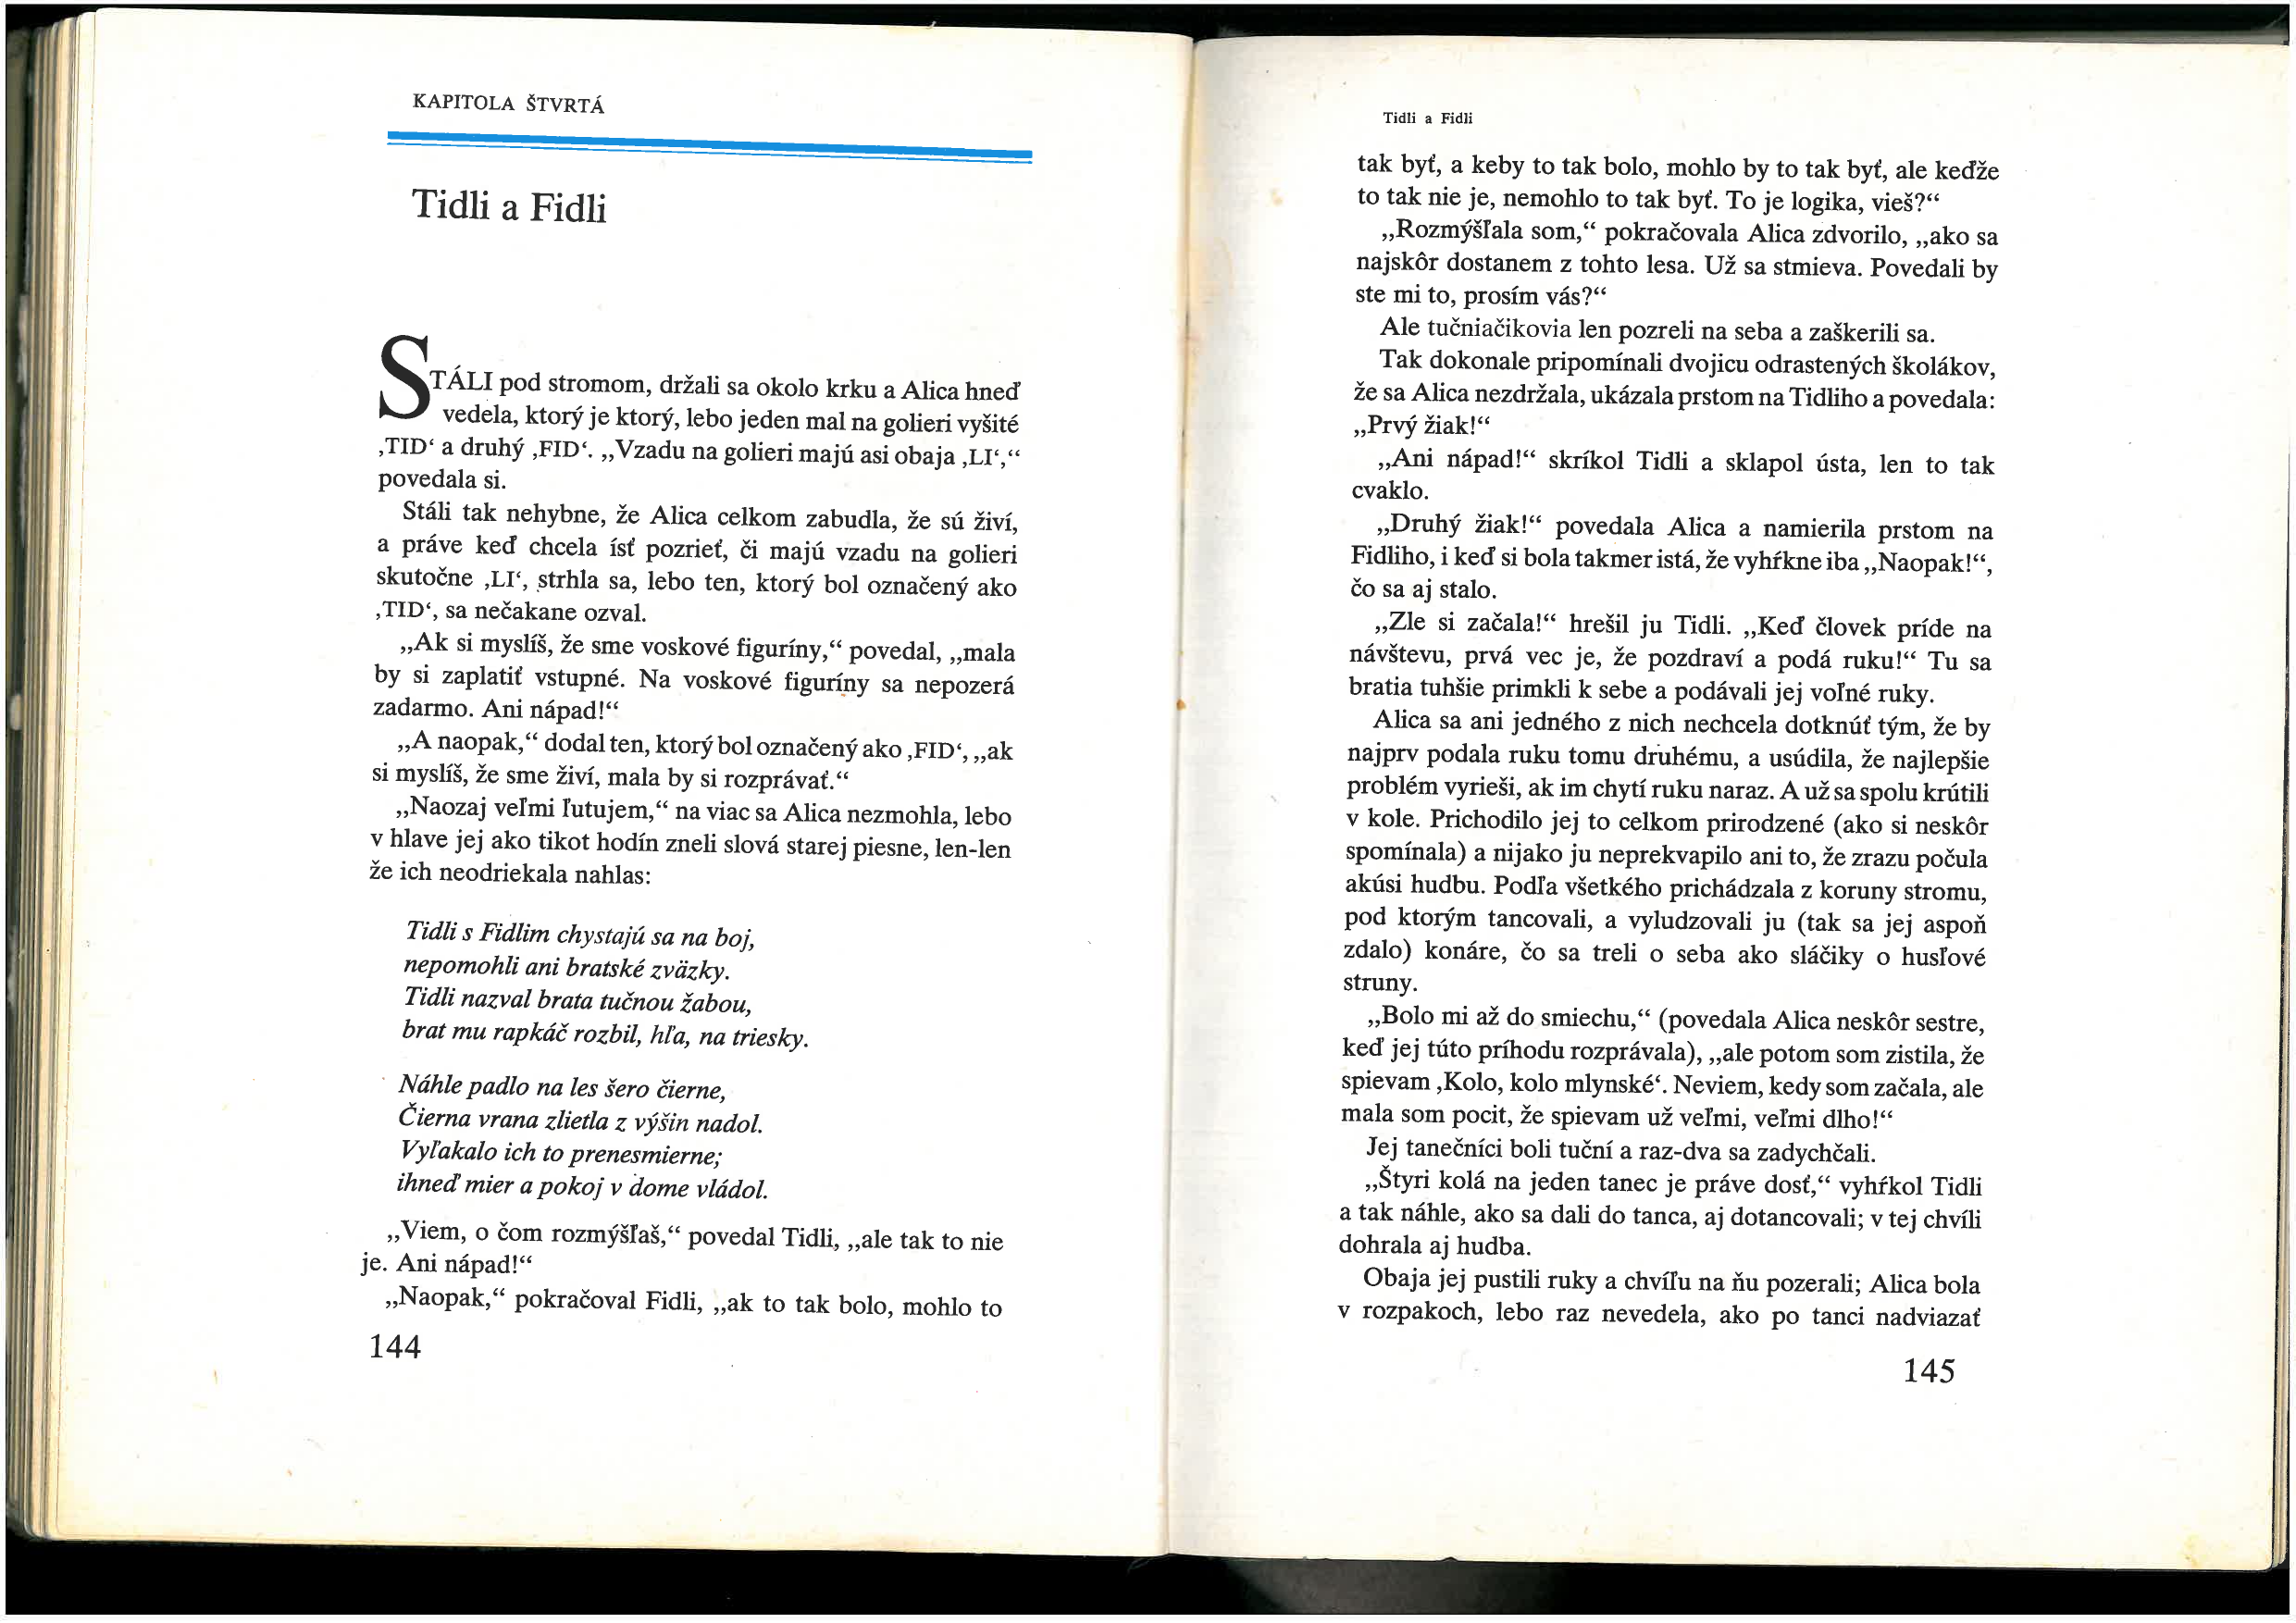 KAPITOLA ŠTVRTÁ
Tidli a Fidli
STÁLI pod stromom, držali sa okolo krku a Alica hneď
vedela, ktorý je ktorý, lebo jeden mal na golieri vyšité
‚TID‘ a druhý ‚FID‘. „Vzadu na golieri majú asi obaja ‚LI‘,“
povedala si.
Stáli tak nehybne, že Alica celkom zabudla, že sú živí,
a práve keď chcela ísť pozrieť, či majú vzadu na golieri
skutočne ‚LI‘, strhla sa, lebo ten, ktorý bol označený ako
‚TID‘, sa nečakane ozval.
„Ak si myslíš, že sme voskové figuríny,“ povedal, „mala
by si zaplatiť vstupné. Na voskové figuríny sa nepozerá
zadarmo. Ani nápad!“
„A naopak,“ dodal ten, ktorý bol označený ako ‚FID‘, „ak
si myslíš, že sme živí, mala by si rozprávať.“
„Naozaj veľmi ľutujem,“ na viac sa Alica nezmohla, lebo
v hlave jej ako tikot hodín zneli slová starej piesne, len-len
že ich neodriekala nahlas:
Tidli s Fidlim chystajú sa na boj,
nepomohli ani bratské zväzky.
Tidli nazval brata tučnou žabou,
brat mu rapkáč rozbil, hľa, na triesky.
Náhle padlo na les šero čierne,
Čierna vrana zlietla z výšin nadol.
Vyľakalo ich to prenesmierne;
ihneď mier a pokoj v dome vládol.
„Viem, o čom rozmýšľaš,“ povedal Tidli, „ale tak to nie
je. Ani nápad!“
„Naopak,“ pokračoval Fidli, „ak to tak bolo, mohlo to
144
Tidli a Fidli
tak byť, a keby to tak bolo, mohlo by to tak byť, ale keďže
to tak nie je, nemohlo to tak byť. To je logika, vieš?“
„Rozmýšľala som,“ pokračovala Alica zdvorilo, „ako sa
najskôr dostanem z tohto lesa. Už sa stmieva. Povedali by
ste mi to, prosím vás?“
Ale tučniačikovia len pozreli na seba a zaškerili sa.
Tak dokonale pripomínali dvojicu odrastených školákov,
že sa Alica nezdržala, ukázala prstom na Tidliho a povedala:
„Prvý žiak!“
„Ani nápad!“ skríkol Tidli a sklapol ústa, len to tak
cvaklo.
„Druhý žiak!“ povedala Alica a namierila prstom na
Fidliho, i keď si bola takmer istá, že vyhŕkne iba „Naopak!“,
čo sa aj stalo.
„Zle si začala!“ hrešil ju Tidli. „Keď človek príde na
návštevu, prvá vec je, že pozdraví a podá ruku!“ Tu sa
bratia tuhšie primkli k sebe a podávali jej voľné ruky.
Alica sa ani jedného z nich nechcela dotknúť tým, že by
najprv podala ruku tomu druhému, a usúdila, že najlepšie
problém vyrieši, ak im chytí ruku naraz. A už sa spolu krútili
v kole. Prichodilo jej to celkom prirodzené (ako si neskôr
spomínala) a nijako ju neprekvapilo ani to, že zrazu počula
akúsi hudbu. Podľa všetkého prichádzala z koruny stromu,
pod ktorým tancovali, a vyludzovali ju (tak sa jej aspoň
zdalo) konáre, čo sa treli o seba ako sláčiky o husľové
struny.
„Bolo mi až do smiechu,“ (povedala Alica neskôr sestre,
keď jej túto príhodu rozprávala), „ale potom som zistila, že
spievam ‚Kolo, kolo mlynské‘. Neviem, kedy som začala, ale
mala som pocit, že spievam už veľmi, veľmi dlho!“
Jej tanečníci boli tuční a raz-dva sa zadychčali.
„Štyri kolá na jeden tanec je práve dosť,“ vyhŕkol Tidli
a tak náhle, ako sa dali do tanca, aj dotancovali; v tej chvíli
dohrala aj hudba.
Obaja jej pustili ruky a chvíľu na ňu pozerali; Alica bola
v rozpakoch, lebo raz nevedela, ako po tanci nadviazať
145